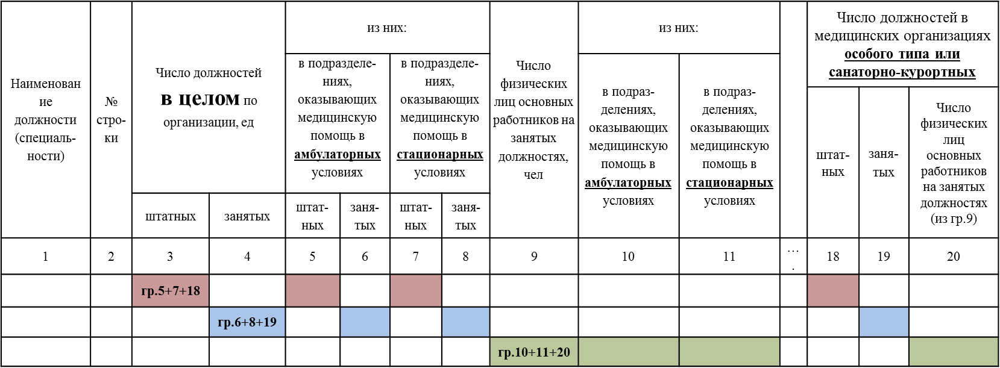 Наименован
ие
должности
(специаль-
ности)
№
стро-
ки
Число должностей
в целом по
организации, ед
из них:
в подразделе-
ниях,
оказывающих
медицинскую
помощь в
амбулаторных
условиях
в подразделе-
ниях,
оказывающих
медицинскую
помощь в
стационарных
условиях
Число
физических
лиц основных
работников на
занятых
должностях,
чел
из них:
в подраз-
делениях,
оказывающих
медицинскую
помощь в
амбулаторных
условиях
в подраз-
делениях,
оказывающих
медицинскую
помощь в
стационарных
условиях
Число должностей в
медицинских организациях
особого типа или
санаторно-курортных
штат-
ных
заня-
тых
Число
физических
лиц
основных
работников
на занятых
должностях
(из гр.9)
штатных
занятых
штат-
ных
заня-
тых
штат-
ных
заня-
тых
1 2 3 4 5 6 7 8 9 10 11 …
. 18 19 20
гр.5+7+18
гр.6+8+19
гр.10+11+20